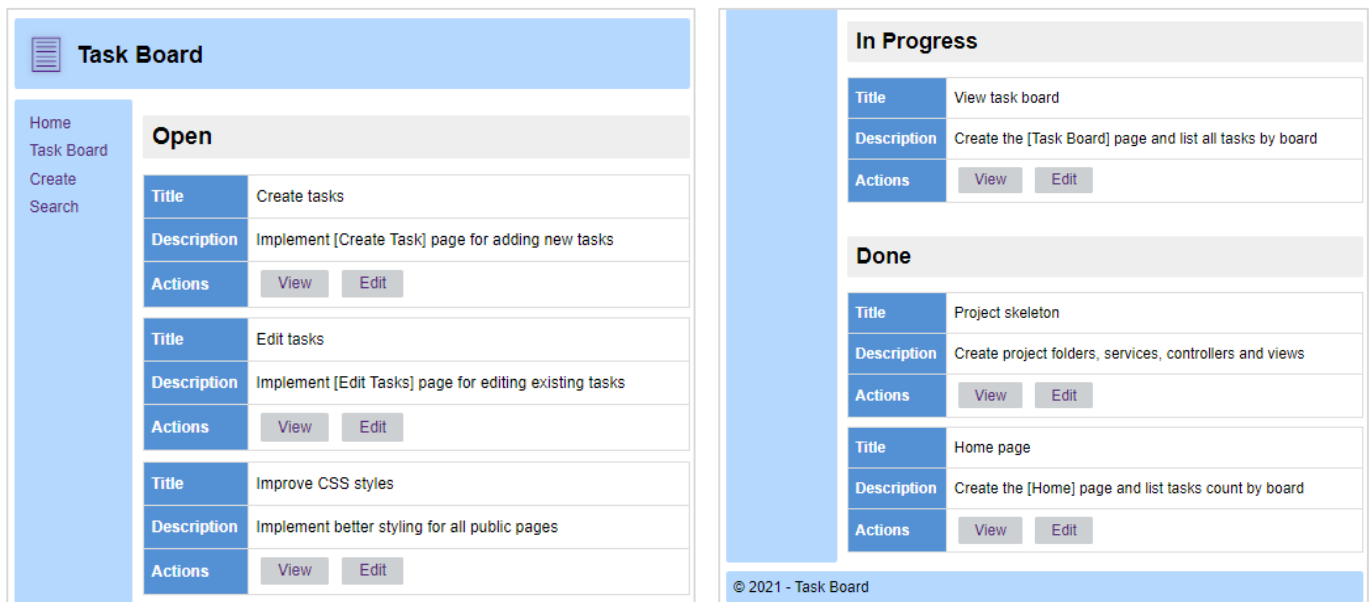 Task Board
Home
Task Board
Create
Search
Open
Title Create tasks
Description Implement [Create Task] page for adding new tasks
Actions View Edit
Title Edit tasks
Description Implement [Edit Tasks] page for editing existing tasks
Actions View Edit
Title Improve CSS styles
Description Implement better styling for all public pages
Actions View Edit
In Progress
Title View task board
Description Create the [Task Board] page and list all tasks by board
Actions View Edit
Done
Title Project skeleton
Description Create project folders, services, controllers and views
Actions View Edit
Title Home page
Description Create the [Home] page and list tasks count by board
Actions View Edit
© 2021 - Task Board